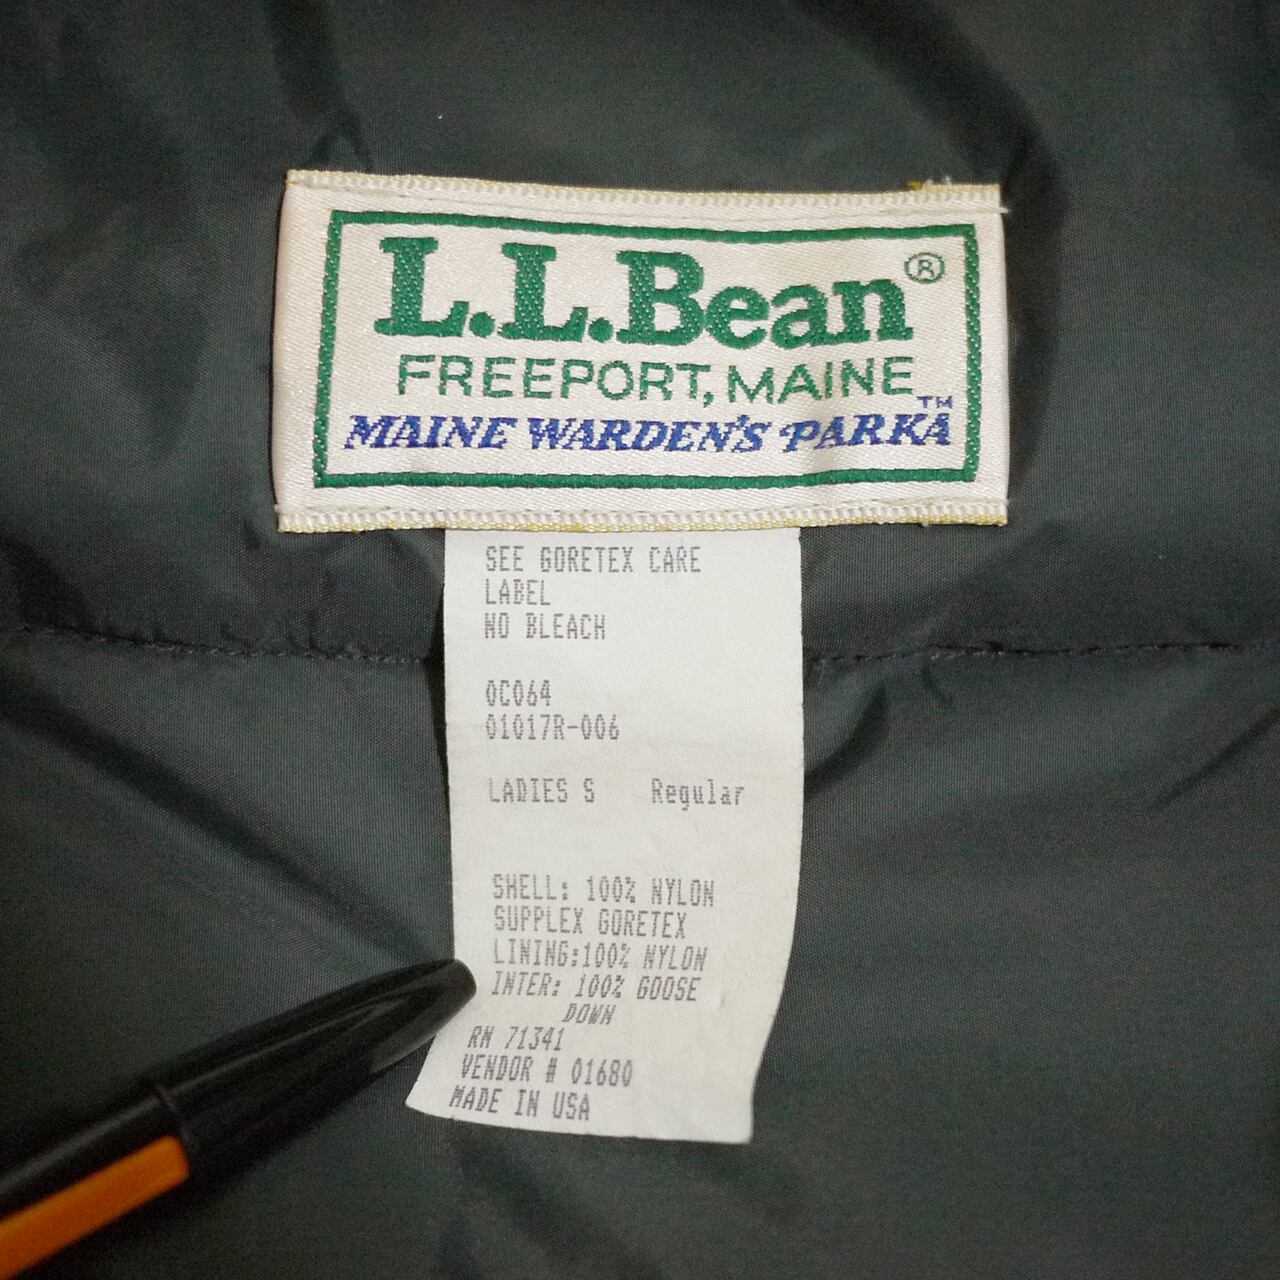 L.L.Bean®
FREEPORT, MAINE
MAINE WARDEN'S PARKA™
SEE GORETEX CARE
LABEL
NO BLEACH
0C064
01017R-006
LADIES S Regular
SHELL: 100% NYLON
SUPPLEX GORETEX
LINING:100% NYLON
INTER: 100% GOOSE
DOWN
RN 71341
VENDOR # 01680
MADE IN USA